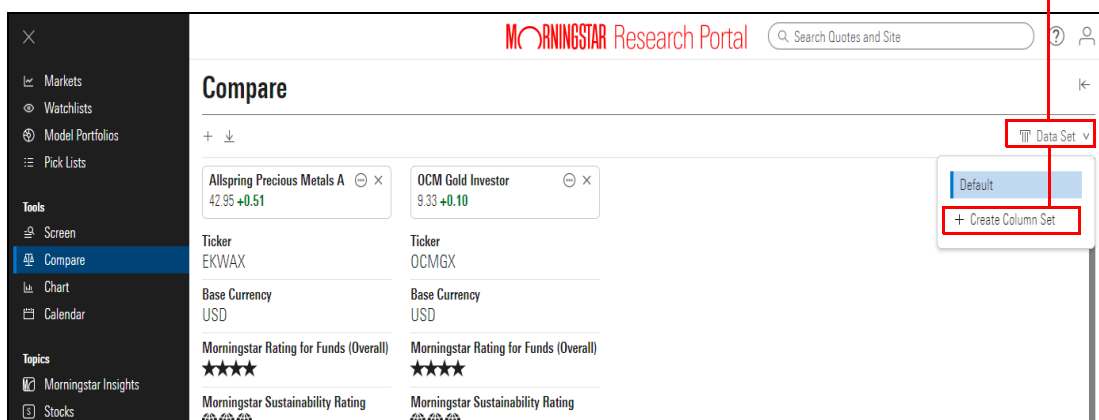 MORNINGSTAR Research Portal
Search Quotes and Site
Markets
Watchlists
Model Portfolios
Pick Lists
Tools
Screen
Compare
Chart
Calendar
Topics
Morningstar Insights
Stocks
Compare
Data Set
Default
+ Create Column Set
Allspring Precious Metals A
42.95 +0.51
OCM Gold Investor
9.33 +0.10
Ticker
EKWAX
Ticker
OCMGX
Base Currency
USD
Base Currency
USD
Morningstar Rating for Funds (Overall)
★★★★
Morningstar Rating for Funds (Overall)
★★★★
Morningstar Sustainability Rating
Morningstar Sustainability Rating